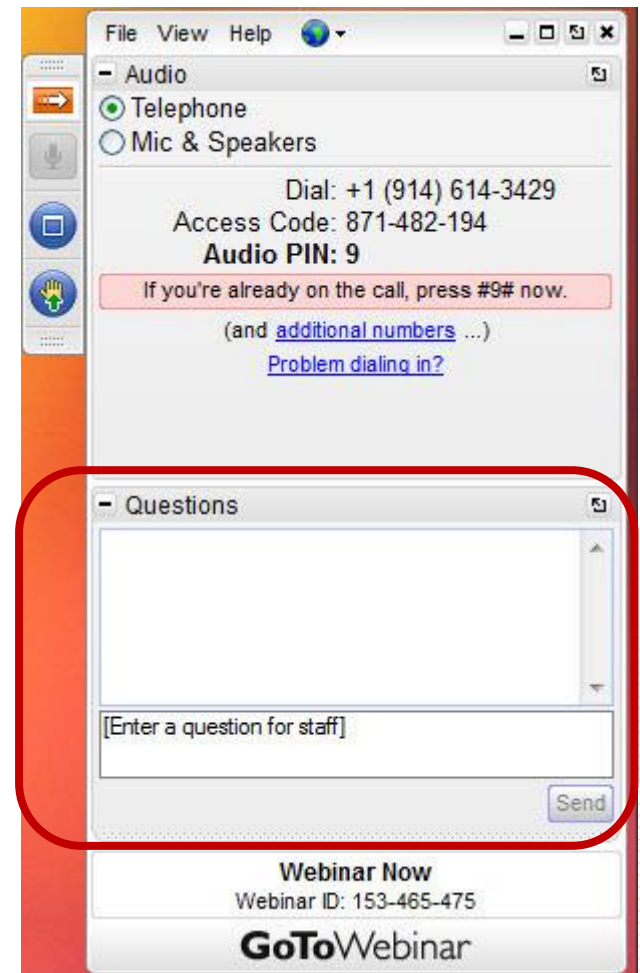 File View Help
Audio
Telephone
Mic & Speakers
Dial: +1 (914) 614-3429
Access Code: 871-482-194
Audio PIN: 9
If you're already on the call, press #9# now.
(and additional numbers ...)
Problem dialing in?
Questions
[Enter a question for staff]
Send
Webinar Now
Webinar ID: 153-465-475
GoToWebinar